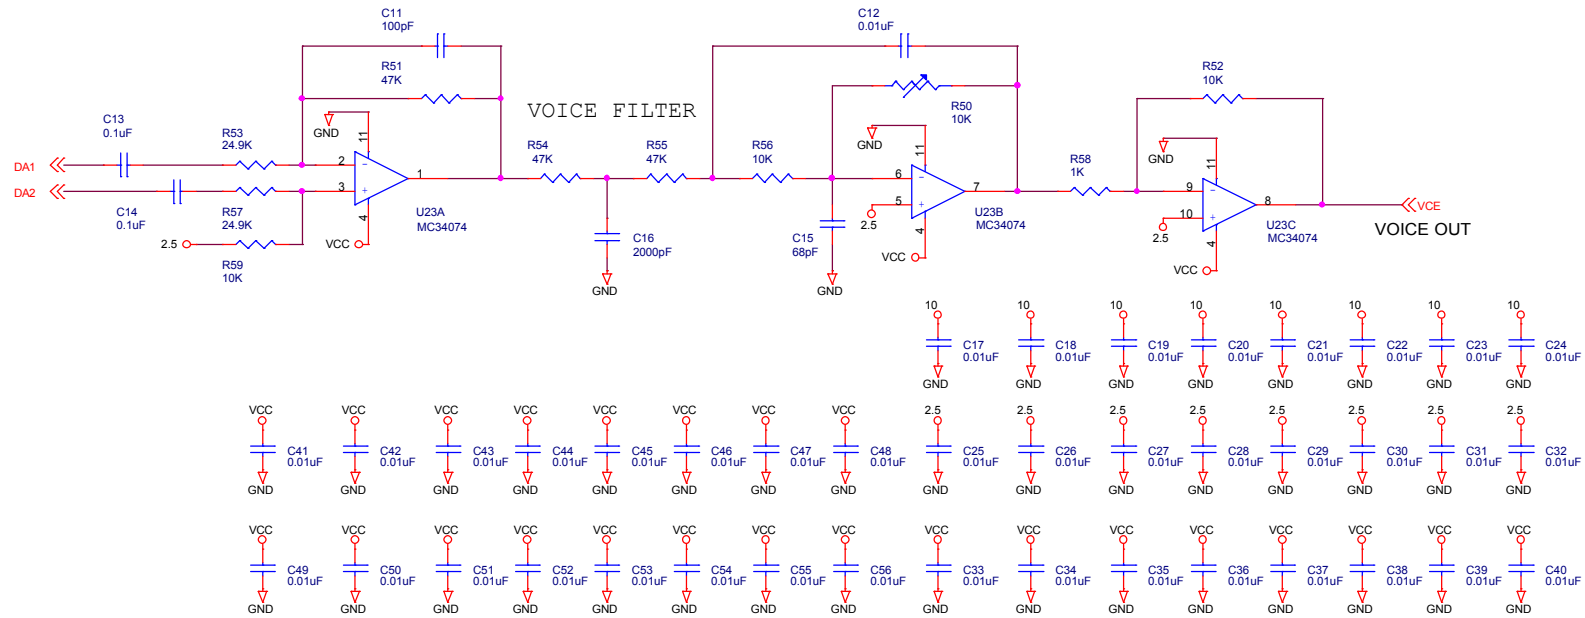 C11
100pF
C12
0.01uF
R51
47K
R52
10K
VOICE FILTER
R50
10K
C13
0.1uF
GND
11
R53
24.9K
GND
11
GND
11
R54
47K
R55
47K
R56
10K
R58
1K
DA1
2
1
6
7
9
8
DA2
3
5
10
VCE
C14
0.1uF
R57
24.9K
4
U23A
MC34074
2.5
4
U23B
MC34074
2.5
4
U23C
MC34074
VOICE OUT
2.5
VCC
C16
2000pF
C15
68pF
VCC
VCC
R59
10K
GND
GND
10 10 10 10 10 10 10 10
C17 C18 C19 C20 C21 C22 C23 C24
0.01uF 0.01uF 0.01uF 0.01uF 0.01uF 0.01uF 0.01uF 0.01uF
GND GND GND GND GND GND GND GND
VCC VCC VCC VCC VCC VCC VCC VCC 2.5 2.5 2.5 2.5 2.5 2.5 2.5 2.5
C41 C42 C43 C44 C45 C46 C47 C48 C25 C26 C27 C28 C29 C30 C31 C32
0.01uF 0.01uF 0.01uF 0.01uF 0.01uF 0.01uF 0.01uF 0.01uF 0.01uF 0.01uF 0.01uF 0.01uF 0.01uF 0.01uF 0.01uF 0.01uF
GND GND GND GND GND GND GND GND GND GND GND GND GND GND GND GND
VCC VCC VCC VCC VCC VCC VCC VCC VCC VCC VCC VCC VCC VCC VCC VCC
C49 C50 C51 C52 C53 C54 C55 C56 C33 C34 C35 C36 C37 C38 C39 C40
0.01uF 0.01uF 0.01uF 0.01uF 0.01uF 0.01uF 0.01uF 0.01uF 0.01uF 0.01uF 0.01uF 0.01uF 0.01uF 0.01uF 0.01uF 0.01uF
GND GND GND GND GND GND GND GND GND GND GND GND GND GND GND GND